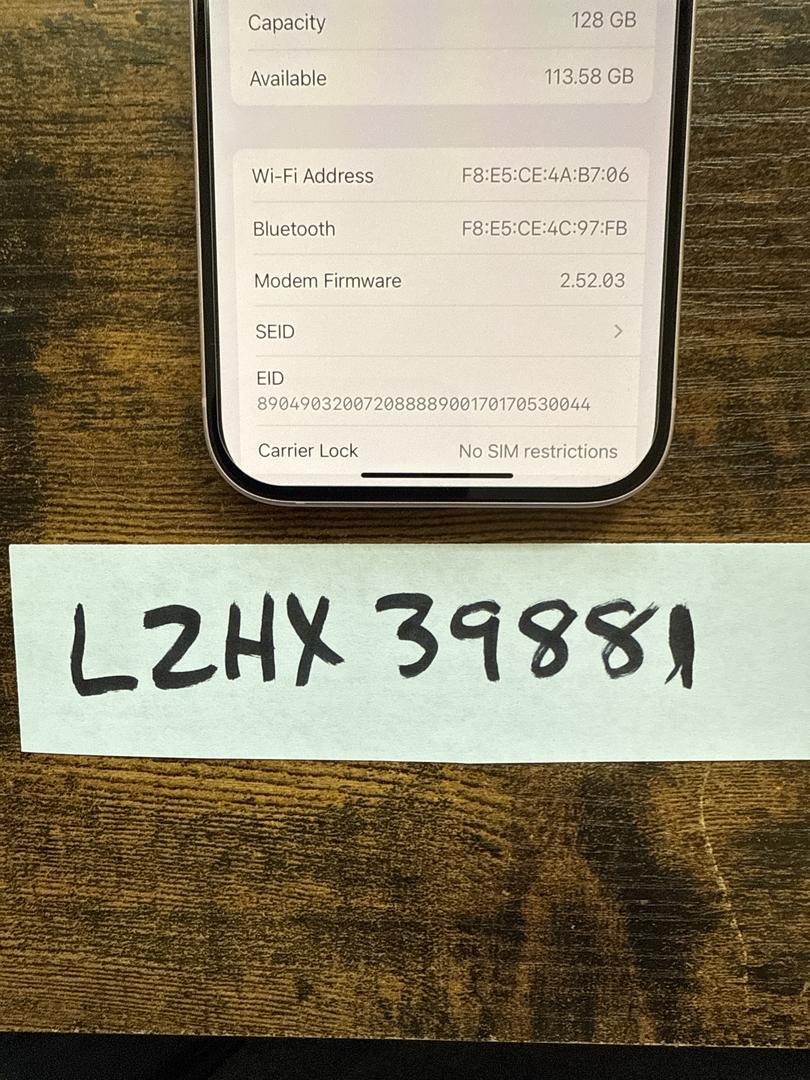 Capacity 128 GB
Available 113.58 GB
Wi-Fi Address F8:E5:CE:4A:B7:06
Bluetooth F8:E5:CE:4C:97:FB
Modem Firmware 2.52.03
SEID >
EID
89049032007208888900170170530044
Carrier Lock No SIM restrictions
LZHX 39881